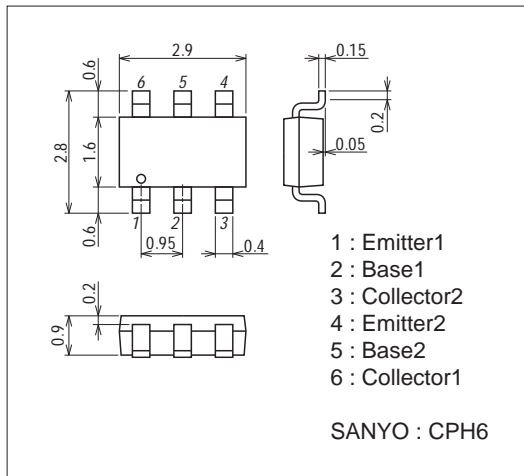 2.9
0.15
0.6
6
5
4
0.2
2.8
1.6
0.05
0.6
1
2
3
0.95
0.4
1 : Emitter1
2 : Base1
3 : Collector2
4 : Emitter2
5 : Base2
6 : Collector1
0.2
0.9
SANYO : CPH6